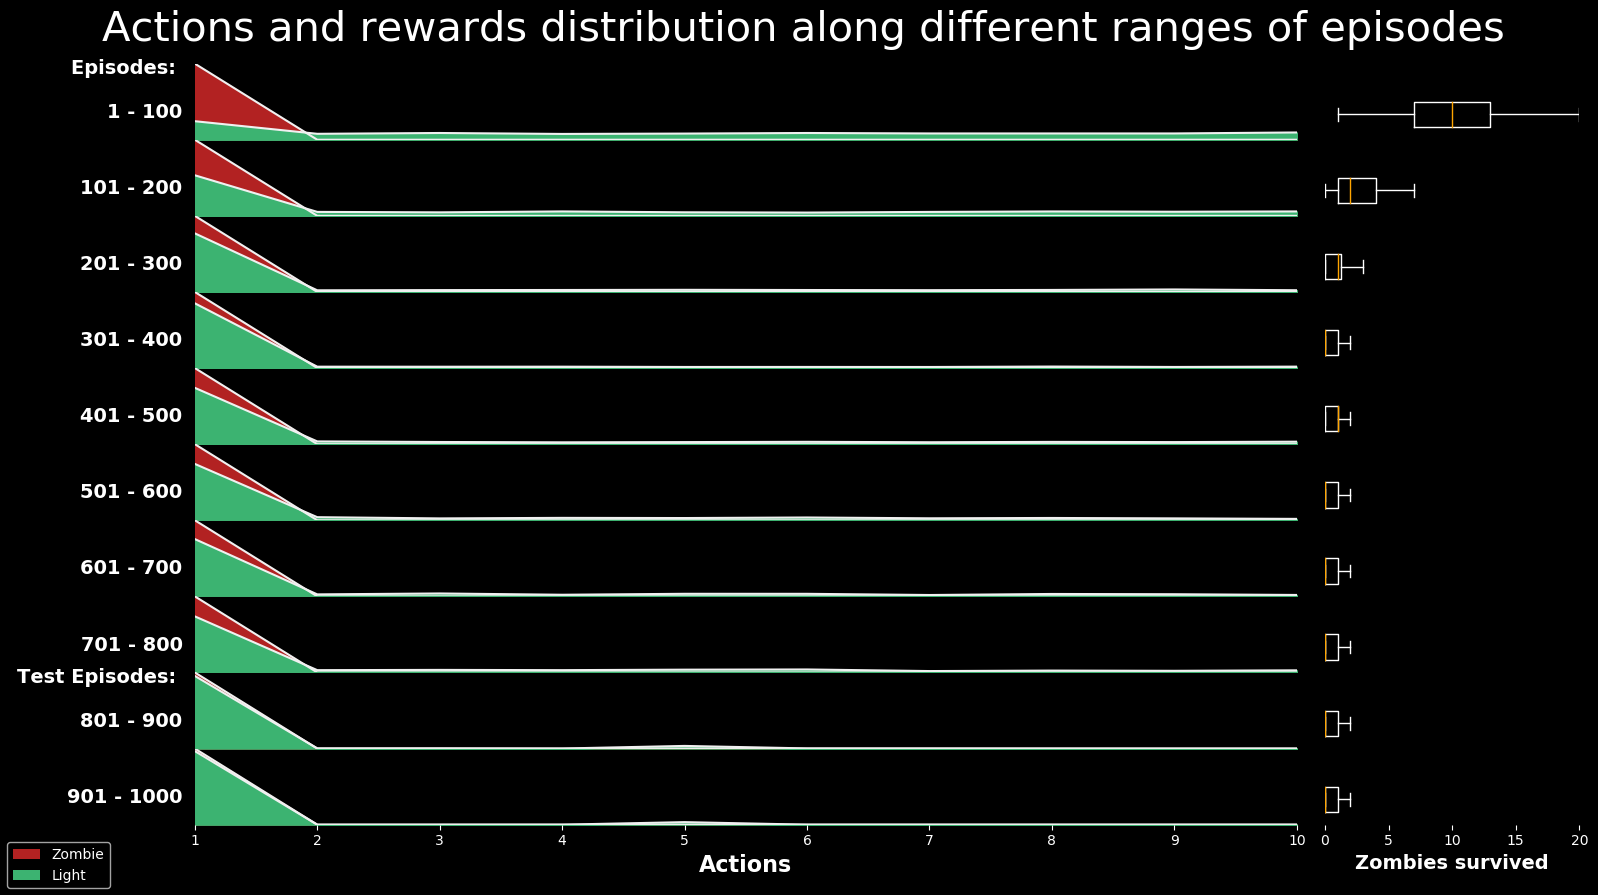 Actions and rewards distribution along different ranges of episodes
Episodes:
1 - 100
101 - 200
201 - 300
301 - 400
401 - 500
501 - 600
601 - 700
701 - 800
Test Episodes:
801 - 900
901 - 1000
1 2 3 4 5 6 7 8 9 10
Actions
0 5 10 15 20
Zombies survived
Zombie
Light